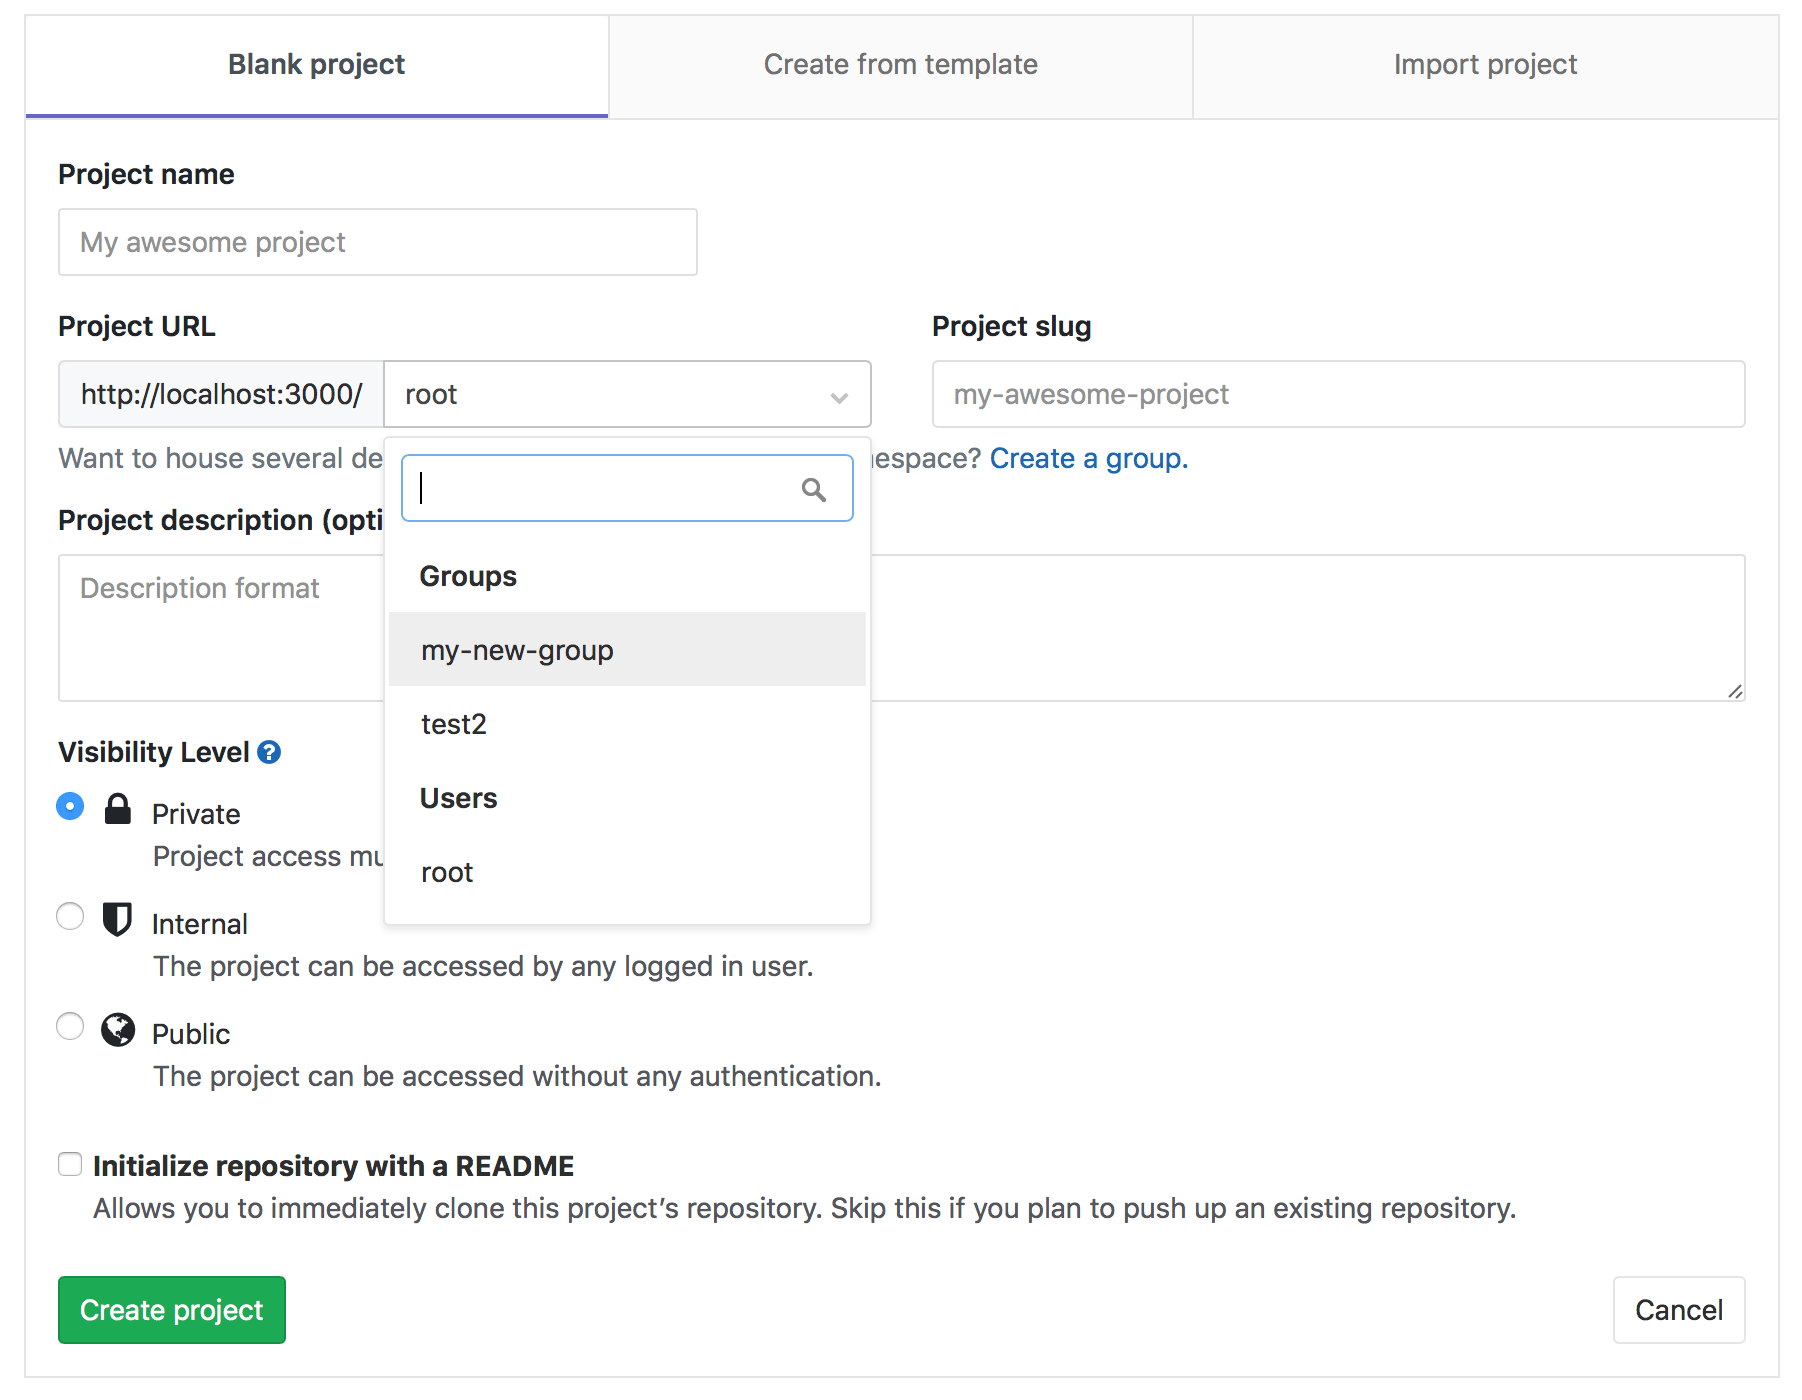 Blank project
Create from template
Import project
Project name
My awesome project
Project URL
Project slug
http://localhost:3000/
root
my-awesome-project
Want to house several de
espace? Create a group.
Project description (opti
Description format
Groups
my-new-group
test2
Users
root
Visibility Level
Private
Project access mu
Internal
The project can be accessed by any logged in user.
Public
The project can be accessed without any authentication.
Initialize repository with a README
Allows you to immediately clone this project’s repository. Skip this if you plan to push up an existing repository.
Create project
Cancel